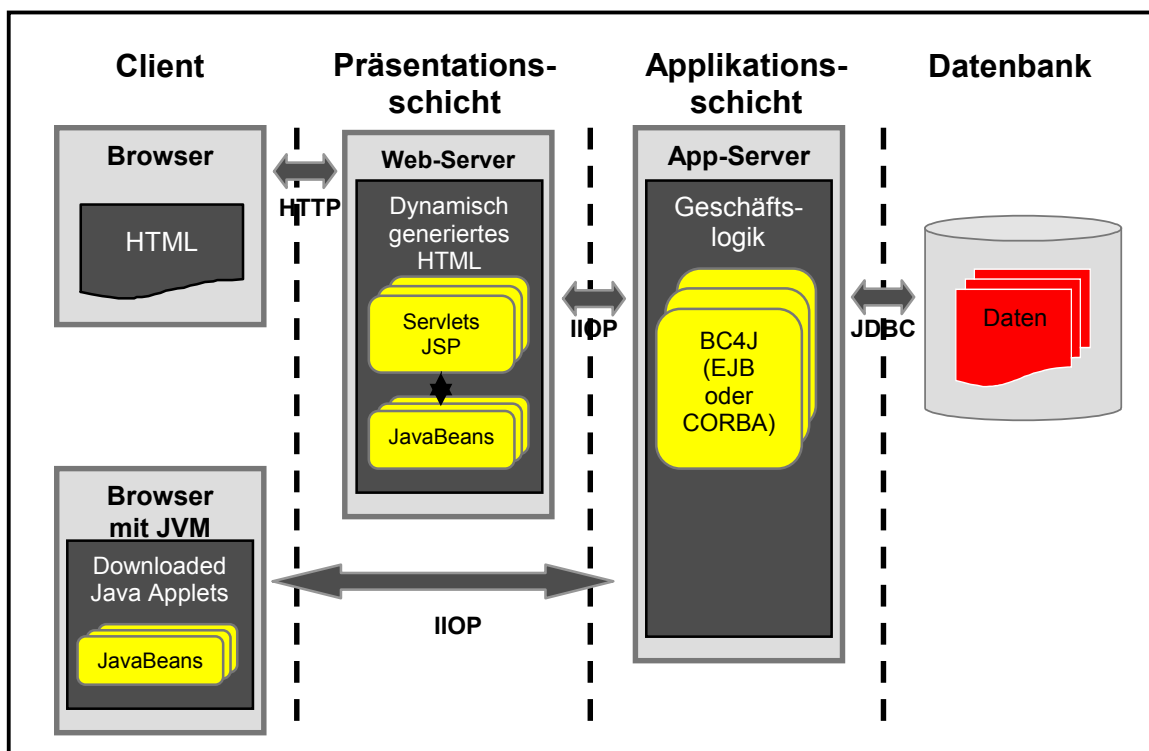 Client
Präsentations-
schicht
Applikations-
schicht
Datenbank
Browser
HTML
HTTP
Web-Server
Dynamisch
generiertes
HTML
Servlets
JSP
JavaBeans
IIOP
App-Server
Geschäfts-
logik
BC4J
(EJB
oder
CORBA)
JDBC
Daten
Browser
mit JVM
Downloaded
Java Applets
JavaBeans
IIOP